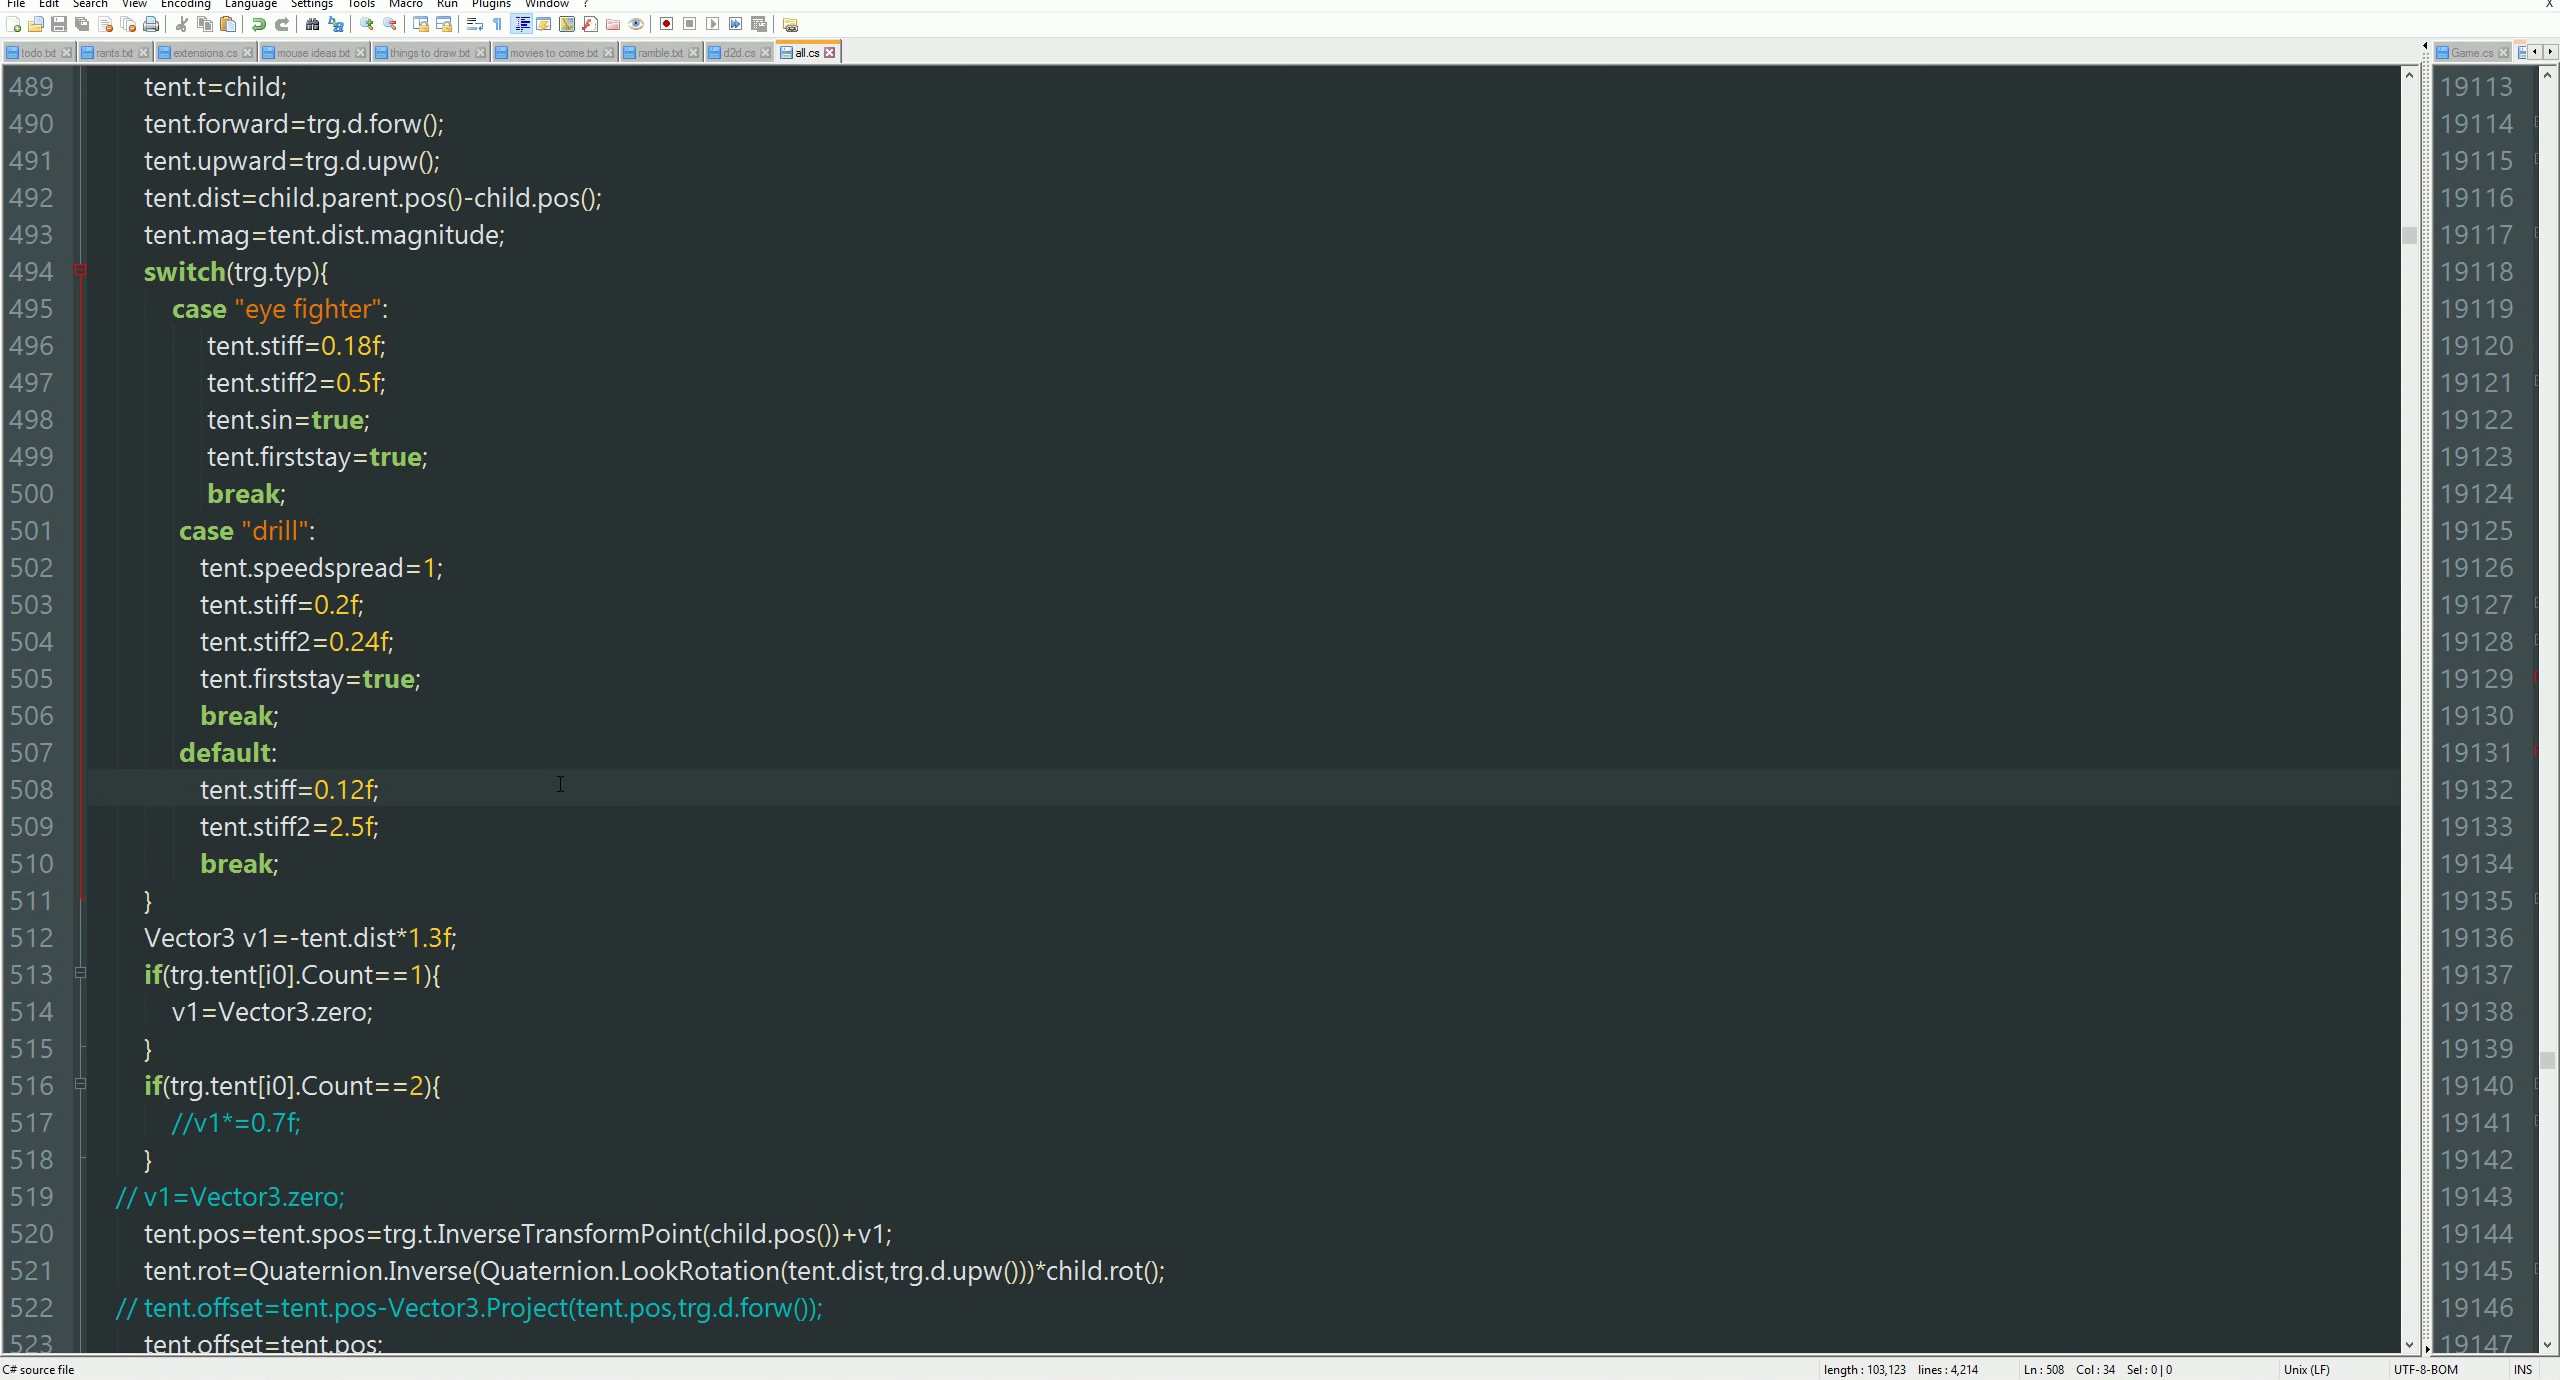 File Edit Search View Encoding Language Settings Tools Macro Run Plugins Window ? X
todo.txt rants.txt extensions.cs mouse ideas.txt things to draw.txt movies to come.txt ramble.txt d2d.cs all.cs Game.cs
489 tent.t=child;
490 tent.forward=trg.d.forw();
491 tent.upward=trg.d.upw();
492 tent.dist=child.parent.pos()-child.pos();
493 tent.mag=tent.dist.magnitude;
494 switch(trg.typ){
495 case "eye fighter":
496 tent.stiff=0.18f;
497 tent.stiff2=0.5f;
498 tent.sin=true;
499 tent.firststay=true;
500 break;
501 case "drill":
502 tent.speedspread=1;
503 tent.stiff=0.2f;
504 tent.stiff2=0.24f;
505 tent.firststay=true;
506 break;
507 default:
508 tent.stiff=0.12f;
509 tent.stiff2=2.5f;
510 break;
511 }
512 Vector3 v1=-tent.dist*1.3f;
513 if(trg.tent[i0].Count==1){
514 v1=Vector3.zero;
515 }
516 if(trg.tent[i0].Count==2){
517 //v1*=0.7f;
518 }
519 // v1=Vector3.zero;
520 tent.pos=tent.spos=trg.t.InverseTransformPoint(child.pos())+v1;
521 tent.rot=Quaternion.Inverse(Quaternion.LookRotation(tent.dist,trg.d.upw()))*child.rot();
522 // tent.offset=tent.pos-Vector3.Project(tent.pos,trg.d.forw());
523 tent.offset=tent.pos;
19113
19114
19115
19116
19117
19118
19119
19120
19121
19122
19123
19124
19125
19126
19127
19128
19129
19130
19131
19132
19133
19134
19135
19136
19137
19138
19139
19140
19141
19142
19143
19144
19145
19146
19147
C# source file length : 103,123 lines : 4,214 Ln : 508 Col : 34 Sel : 0 | 0 Unix (LF) UTF-8-BOM INS